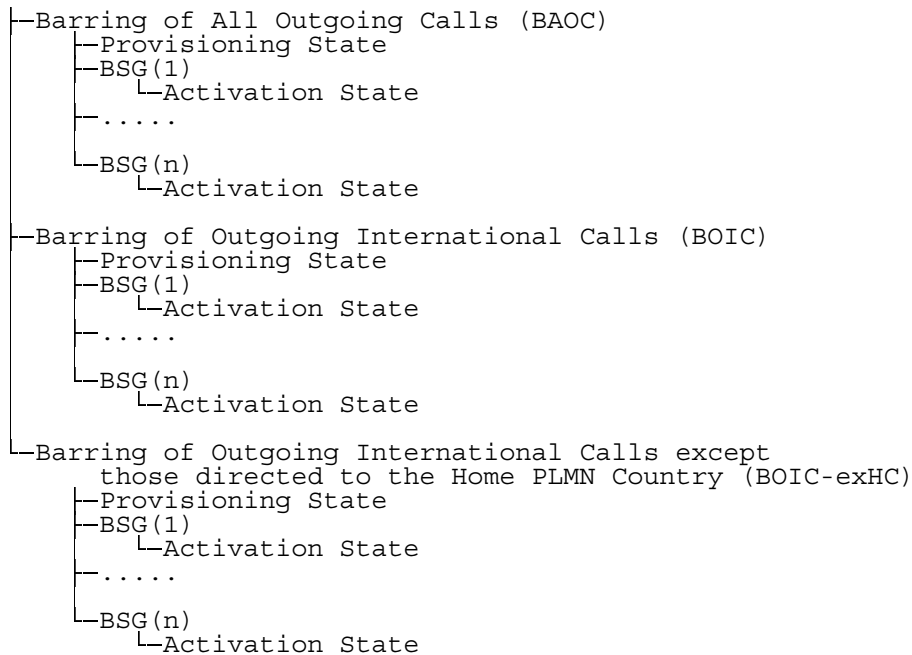 Barring of All Outgoing Calls (BAOC)
Provisioning State
BSG(1)
Activation State
.....
BSG(n)
Activation State
Barring of Outgoing International Calls (BOIC)
Provisioning State
BSG(1)
Activation State
.....
BSG(n)
Activation State
Barring of Outgoing International Calls except
those directed to the Home PLMN Country (BOIC-exHC)
Provisioning State
BSG(1)
Activation State
.....
BSG(n)
Activation State